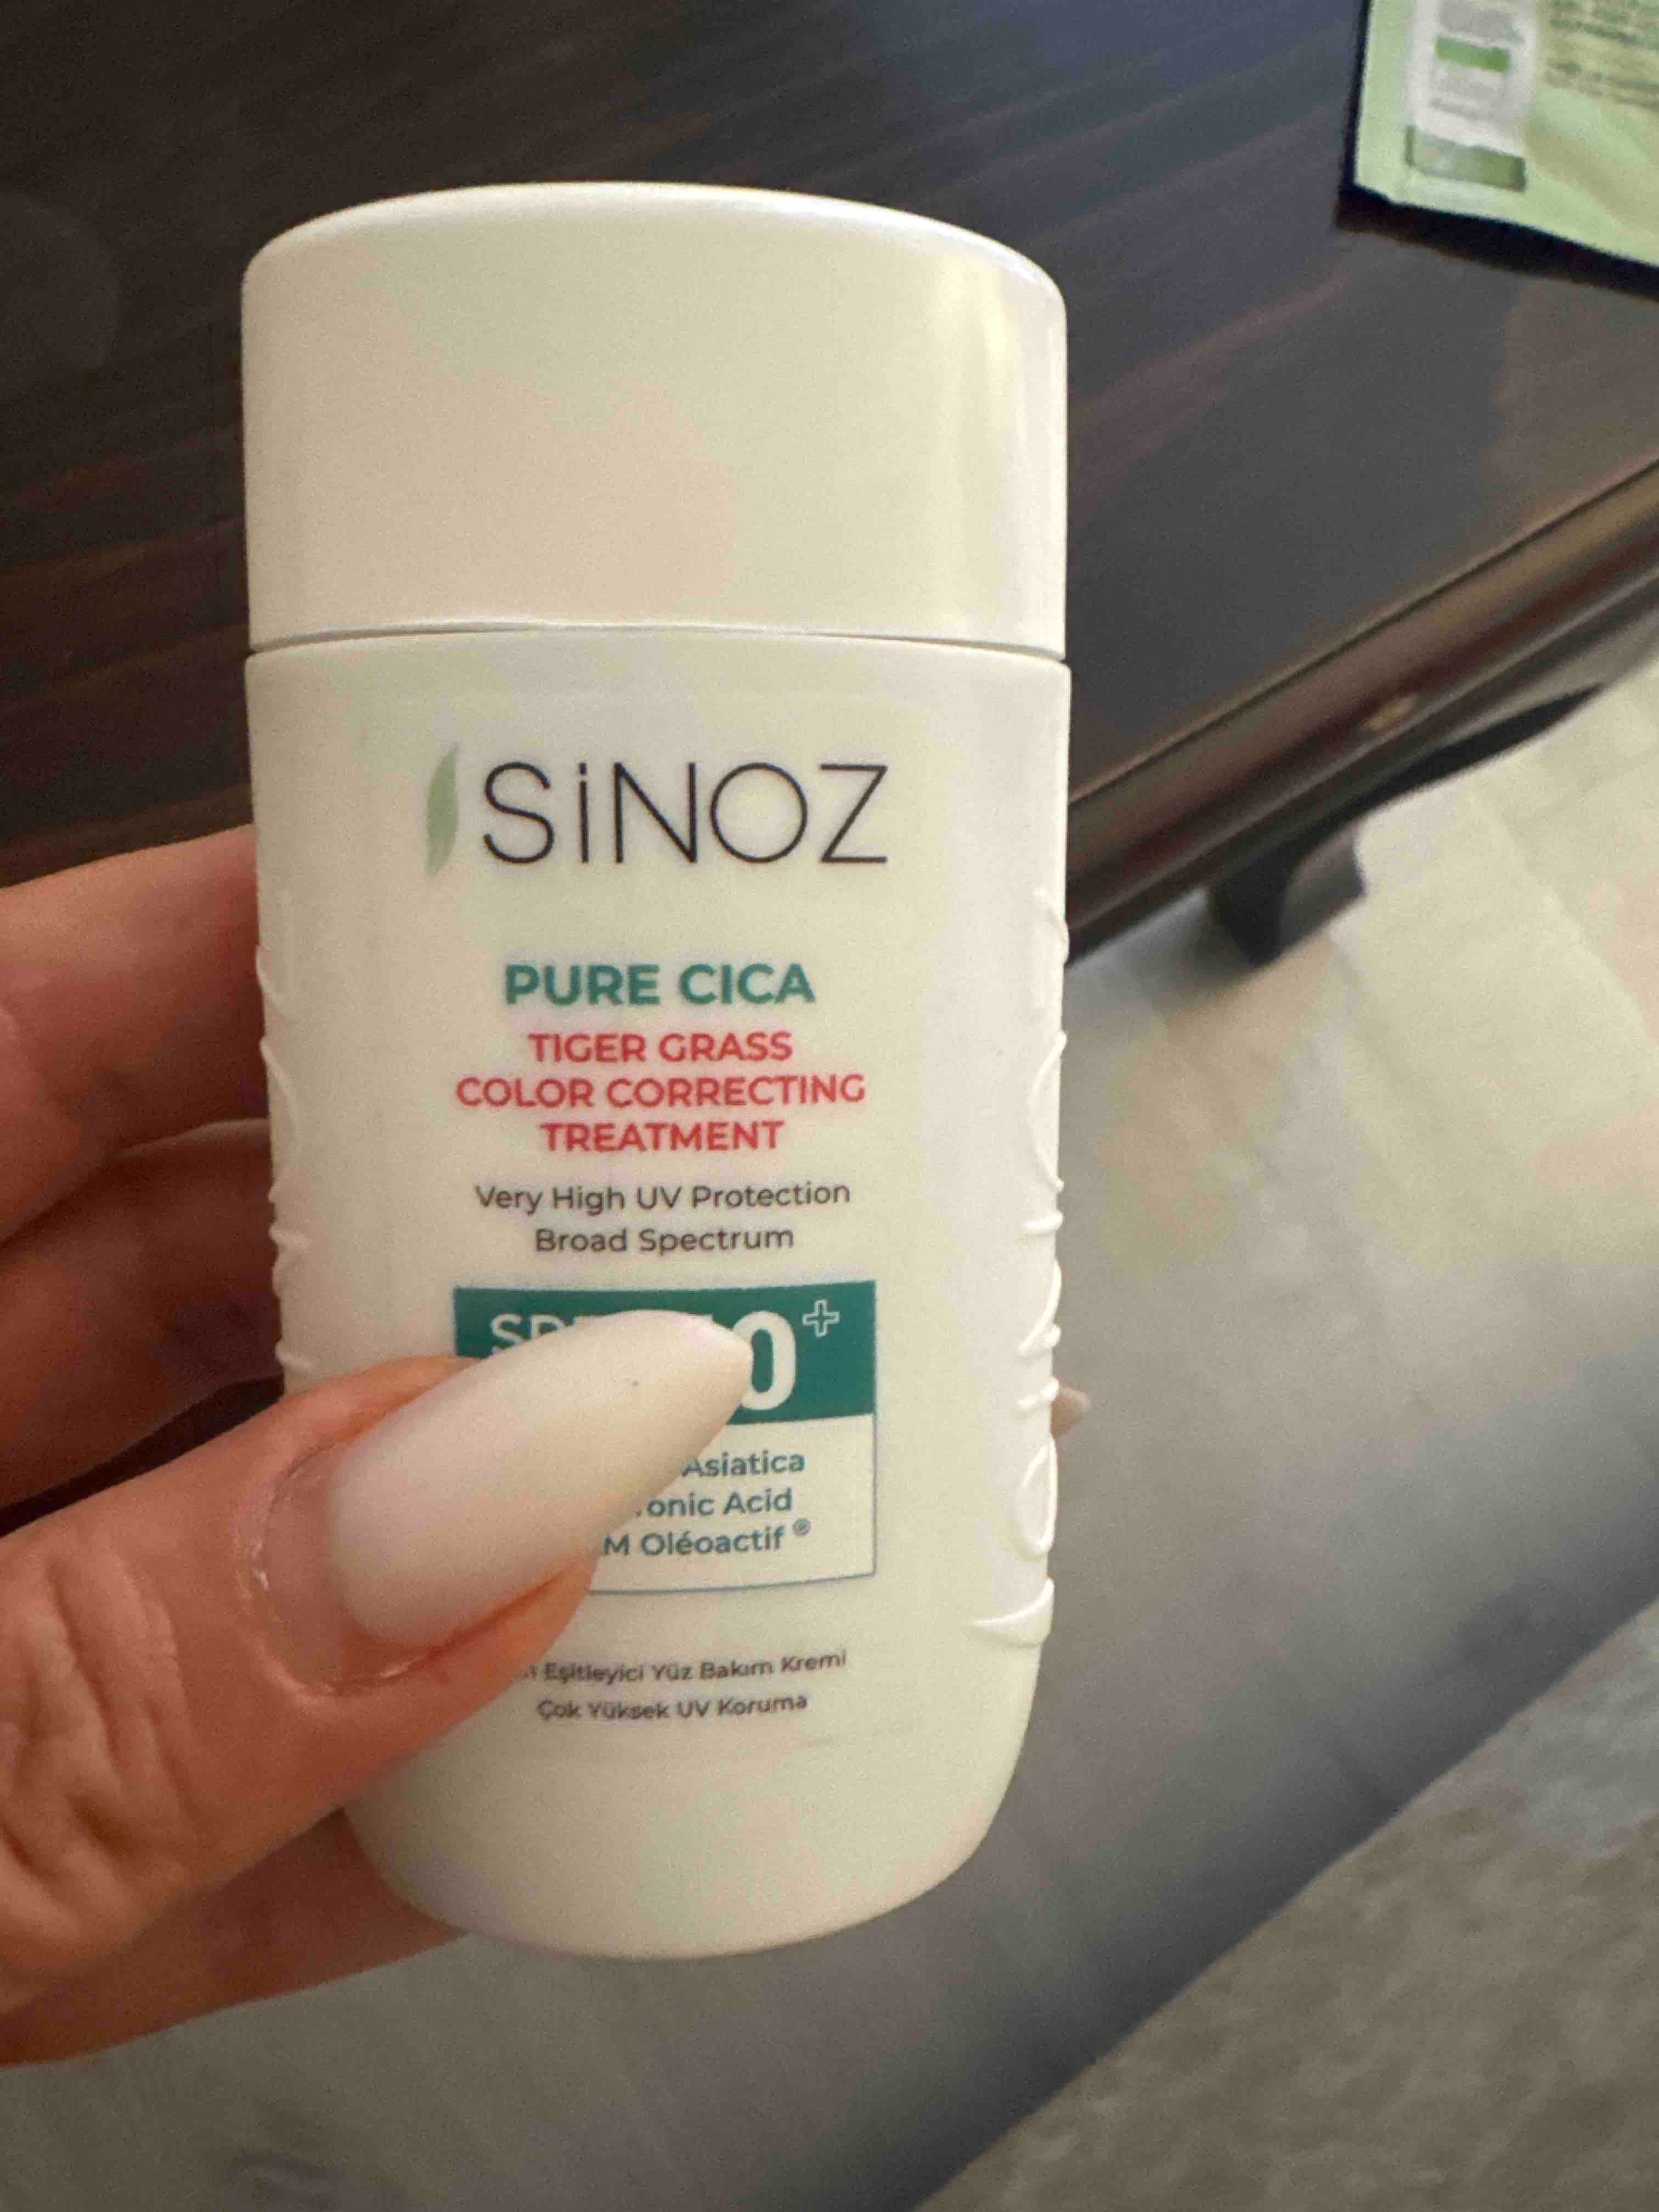 SiNOZ
PURE CICA
TIGER GRASS
COLOR CORRECTING
TREATMENT
Very High UV Protection
Broad Spectrum
Asiatica
Acid
Oléoactif ®
Eşitleyici Yüz Bakım Kremi
Çok Yüksek UV Koruma